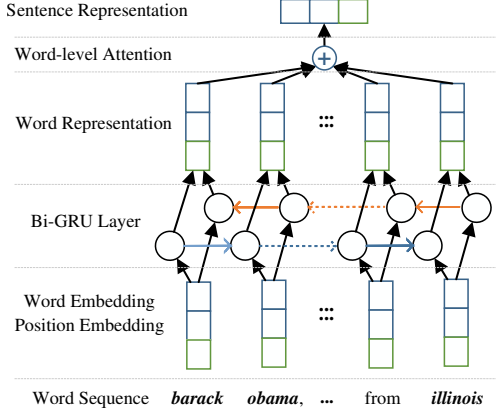 Sentence Representation
Word-level Attention
+
Word Representation
...
Bi-GRU Layer
Word Embedding
Position Embedding
...
Word Sequence barack obama, ... from illinois